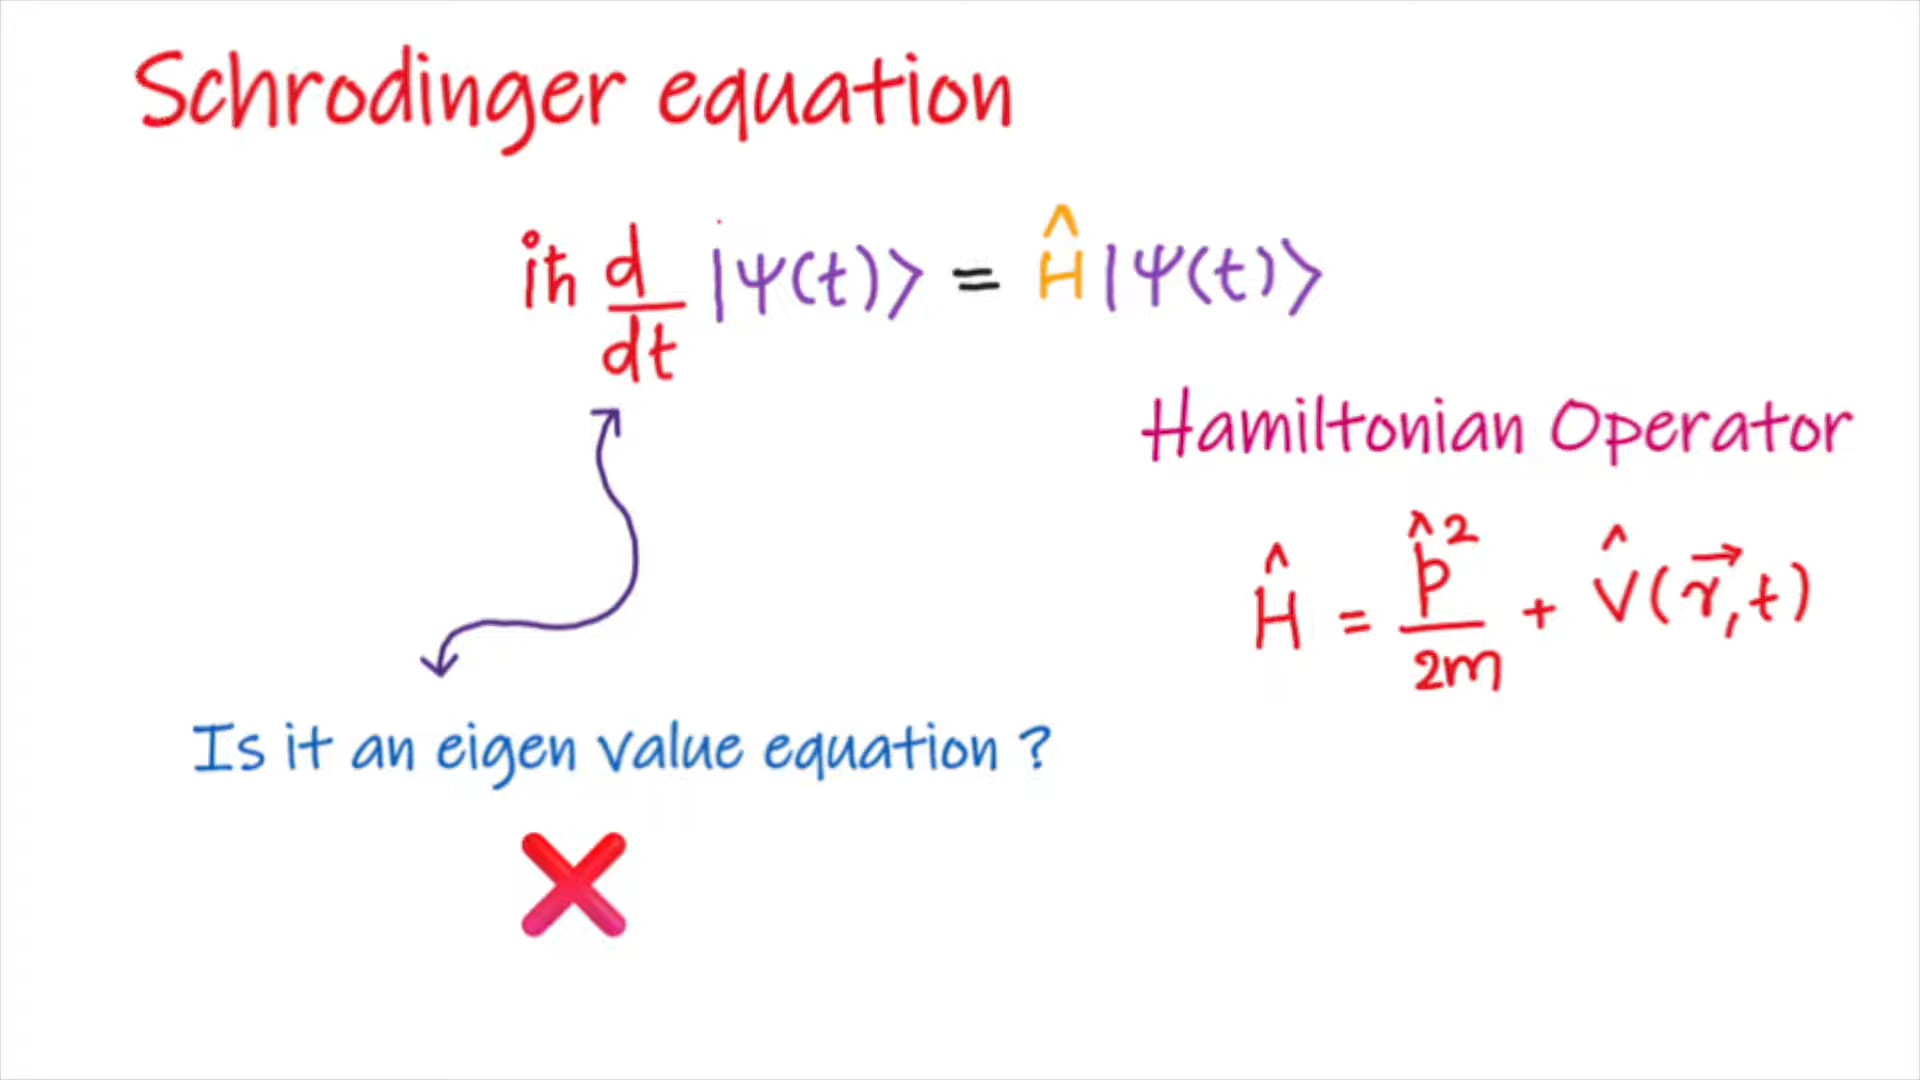 Schrodinger equation
iħ d/dt |Ψ(t)⟩ = Ĥ|Ψ(t)⟩
Hamiltonian Operator
Ĥ = p̂²/2m + V̂(r⃗,t)
Is it an eigen value equation ?